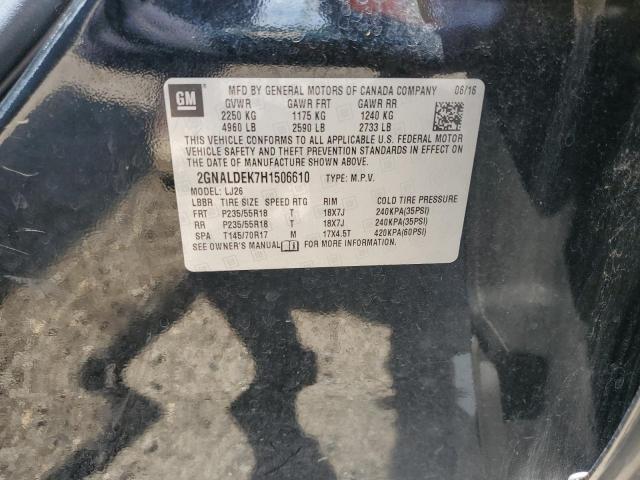 GM
MFD BY GENERAL MOTORS OF CANADA COMPANY 06/16
GVWR GAWR FRT GAWR RR
2250 KG 1175 KG 1240 KG
4960 LB 2590 LB 2733 LB
THIS VEHICLE CONFORMS TO ALL APPLICABLE U.S. FEDERAL MOTOR
VEHICLE SAFETY AND THEFT PREVENTION STANDARDS IN EFFECT ON THE
DATE OF MANUFACTURE SHOWN ABOVE.
2GNALDEK7H1506610 TYPE: M.P.V.
MODEL: LJ26
LBBR TIRE SIZE SPEED RTG RIM COLD TIRE PRESSURE
FRT P235/55R18 T 18X7J 240KPA(35PSI)
RR P235/55R18 T 18X7J 240KPA(35PSI)
SPA T145/70R17 M 17X4.5T 420KPA(60PSI)
SEE OWNER'S MANUAL FOR MORE INFORMATION.